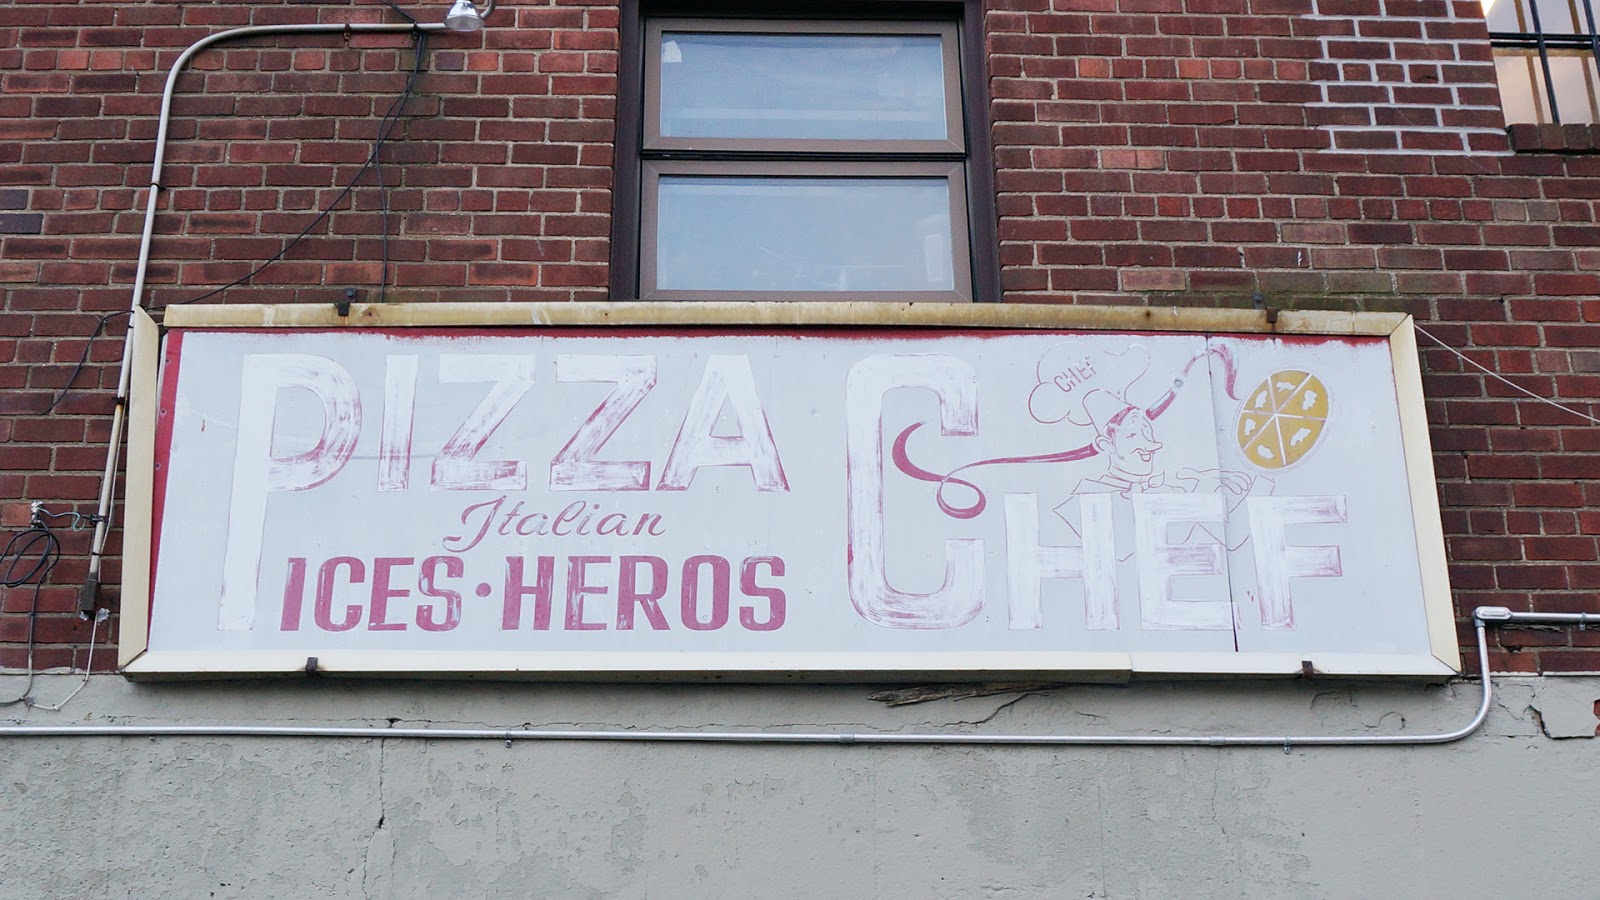 PIZZA CHEF
Italian
ICES·HEROS
CHEF